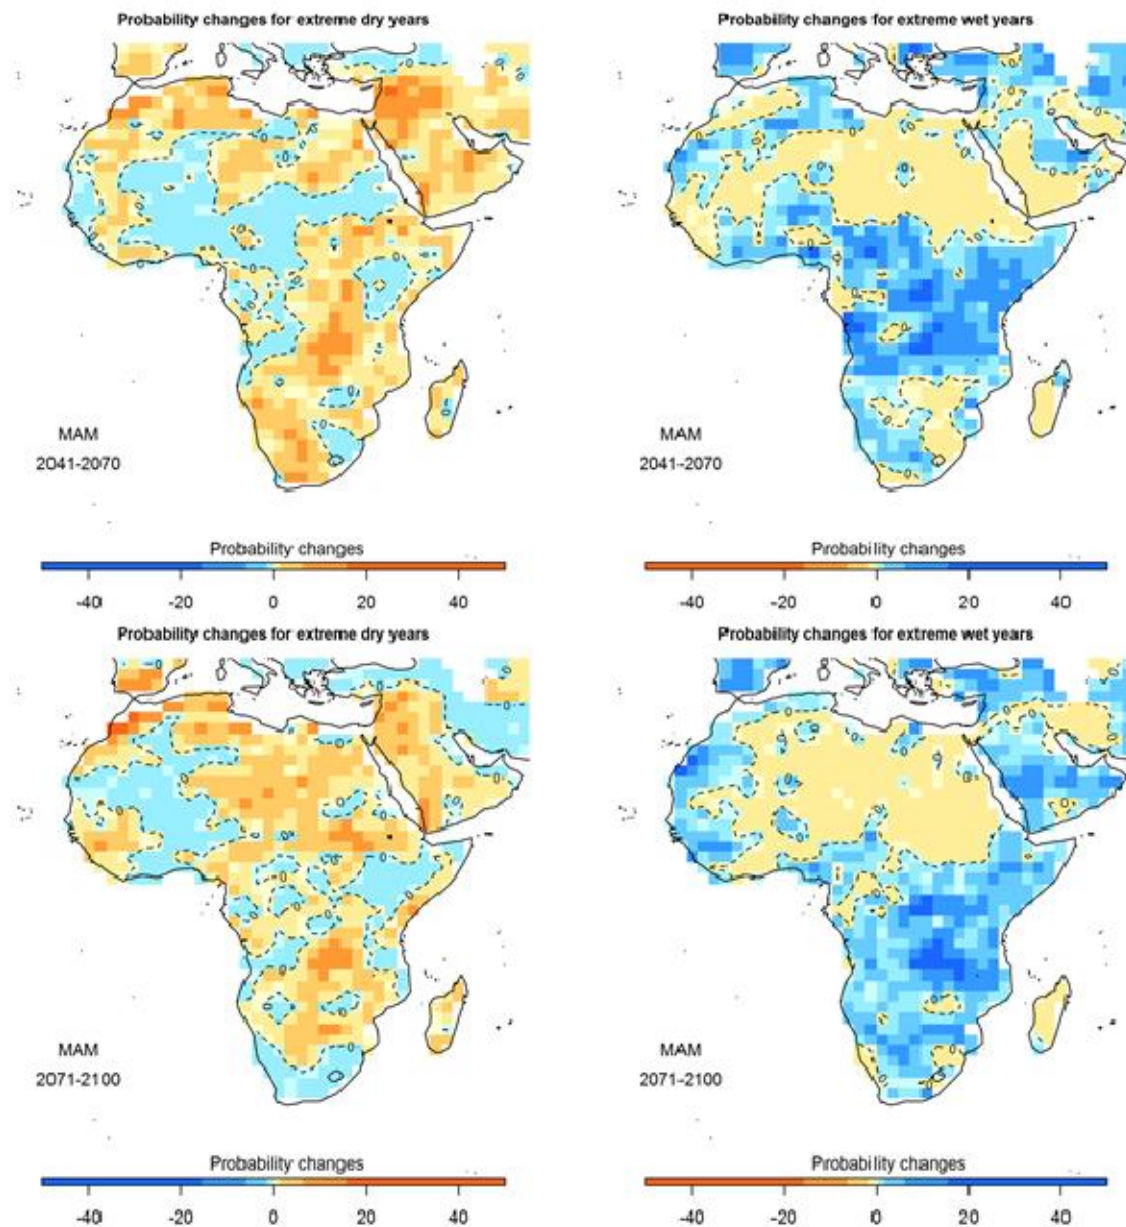 Probability changes for extreme dry years
Probability changes for extreme wet years
MAM
2041-2070
MAM
2041-2070
Probability changes
-40 -20 0 20 40
Probability changes
-40 -20 0 20 40
Probability changes for extreme dry years
Probability changes for extreme wet years
MAM
2071-2100
MAM
2071-2100
Probability changes
-40 -20 0 20 40
Probability changes
-40 -20 0 20 40